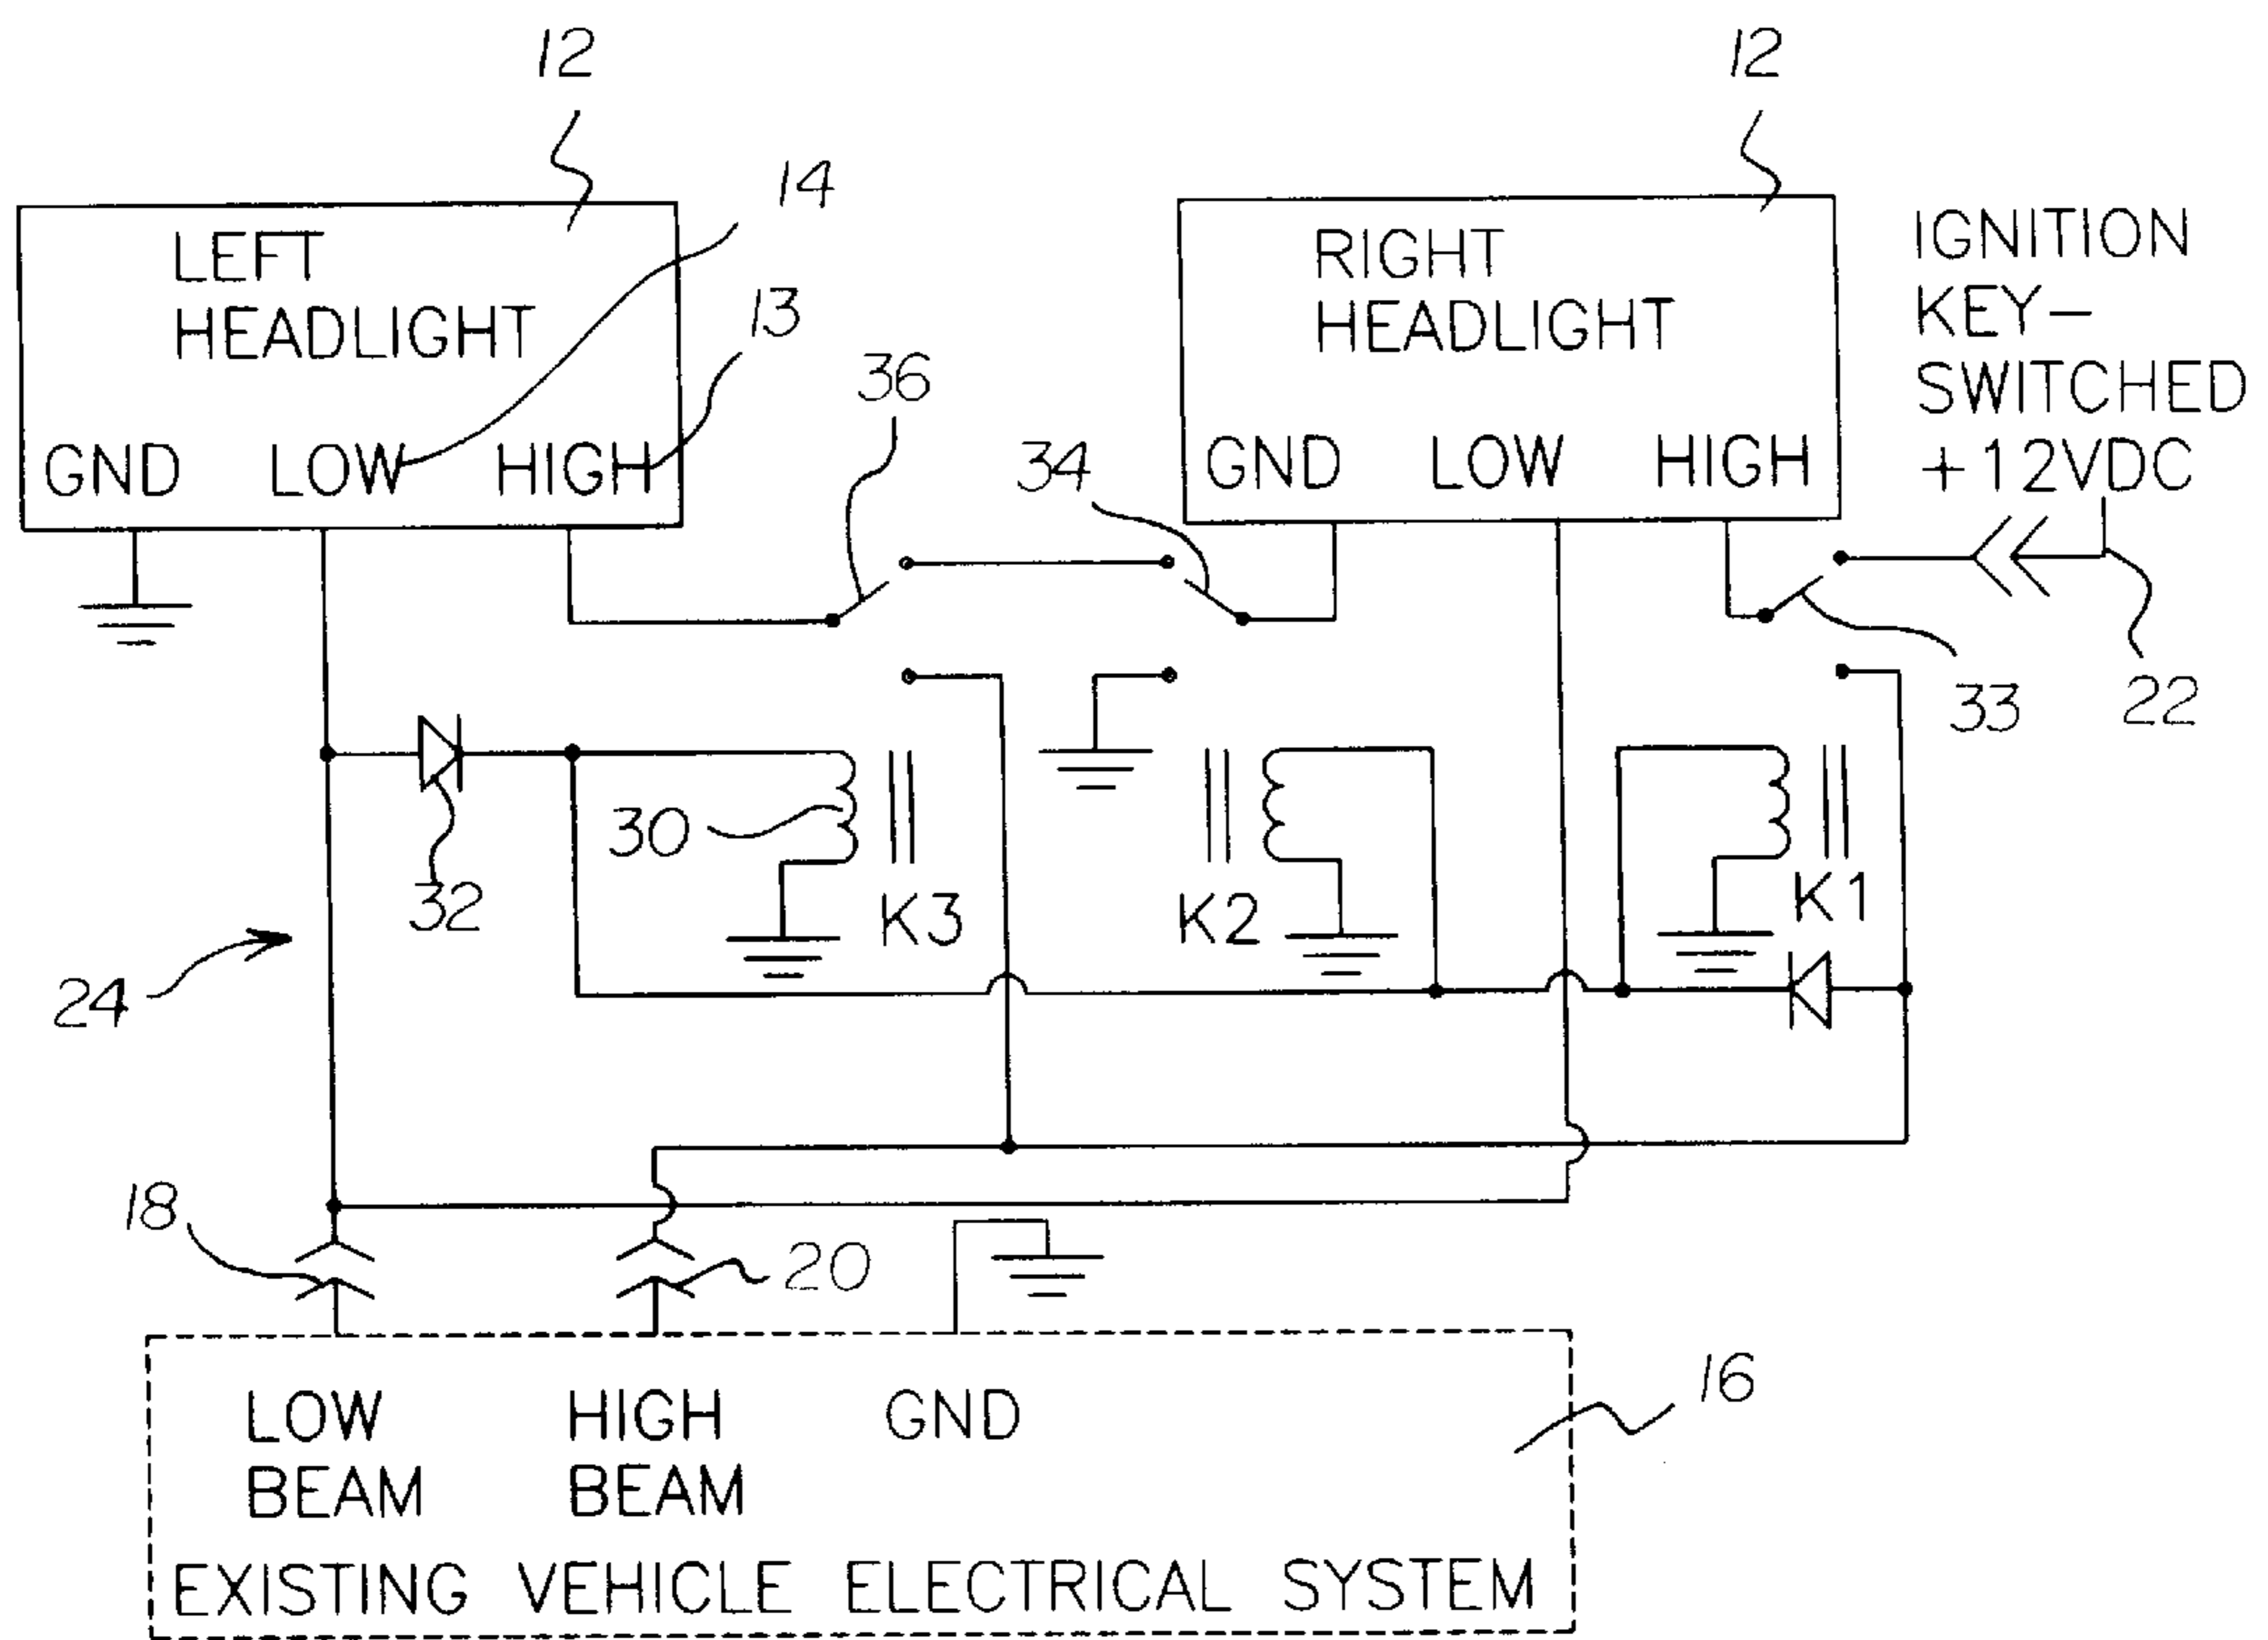 12
12
14
LEFT
HEADLIGHT
13
GND LOW HIGH
36
34
RIGHT
HEADLIGHT
GND LOW HIGH
IGNITION
KEY-
SWITCHED
+12VDC
33
22
30
32
K3
K2
K1
24
18
20
16
LOW
BEAM
HIGH
BEAM
GND
EXISTING VEHICLE ELECTRICAL SYSTEM